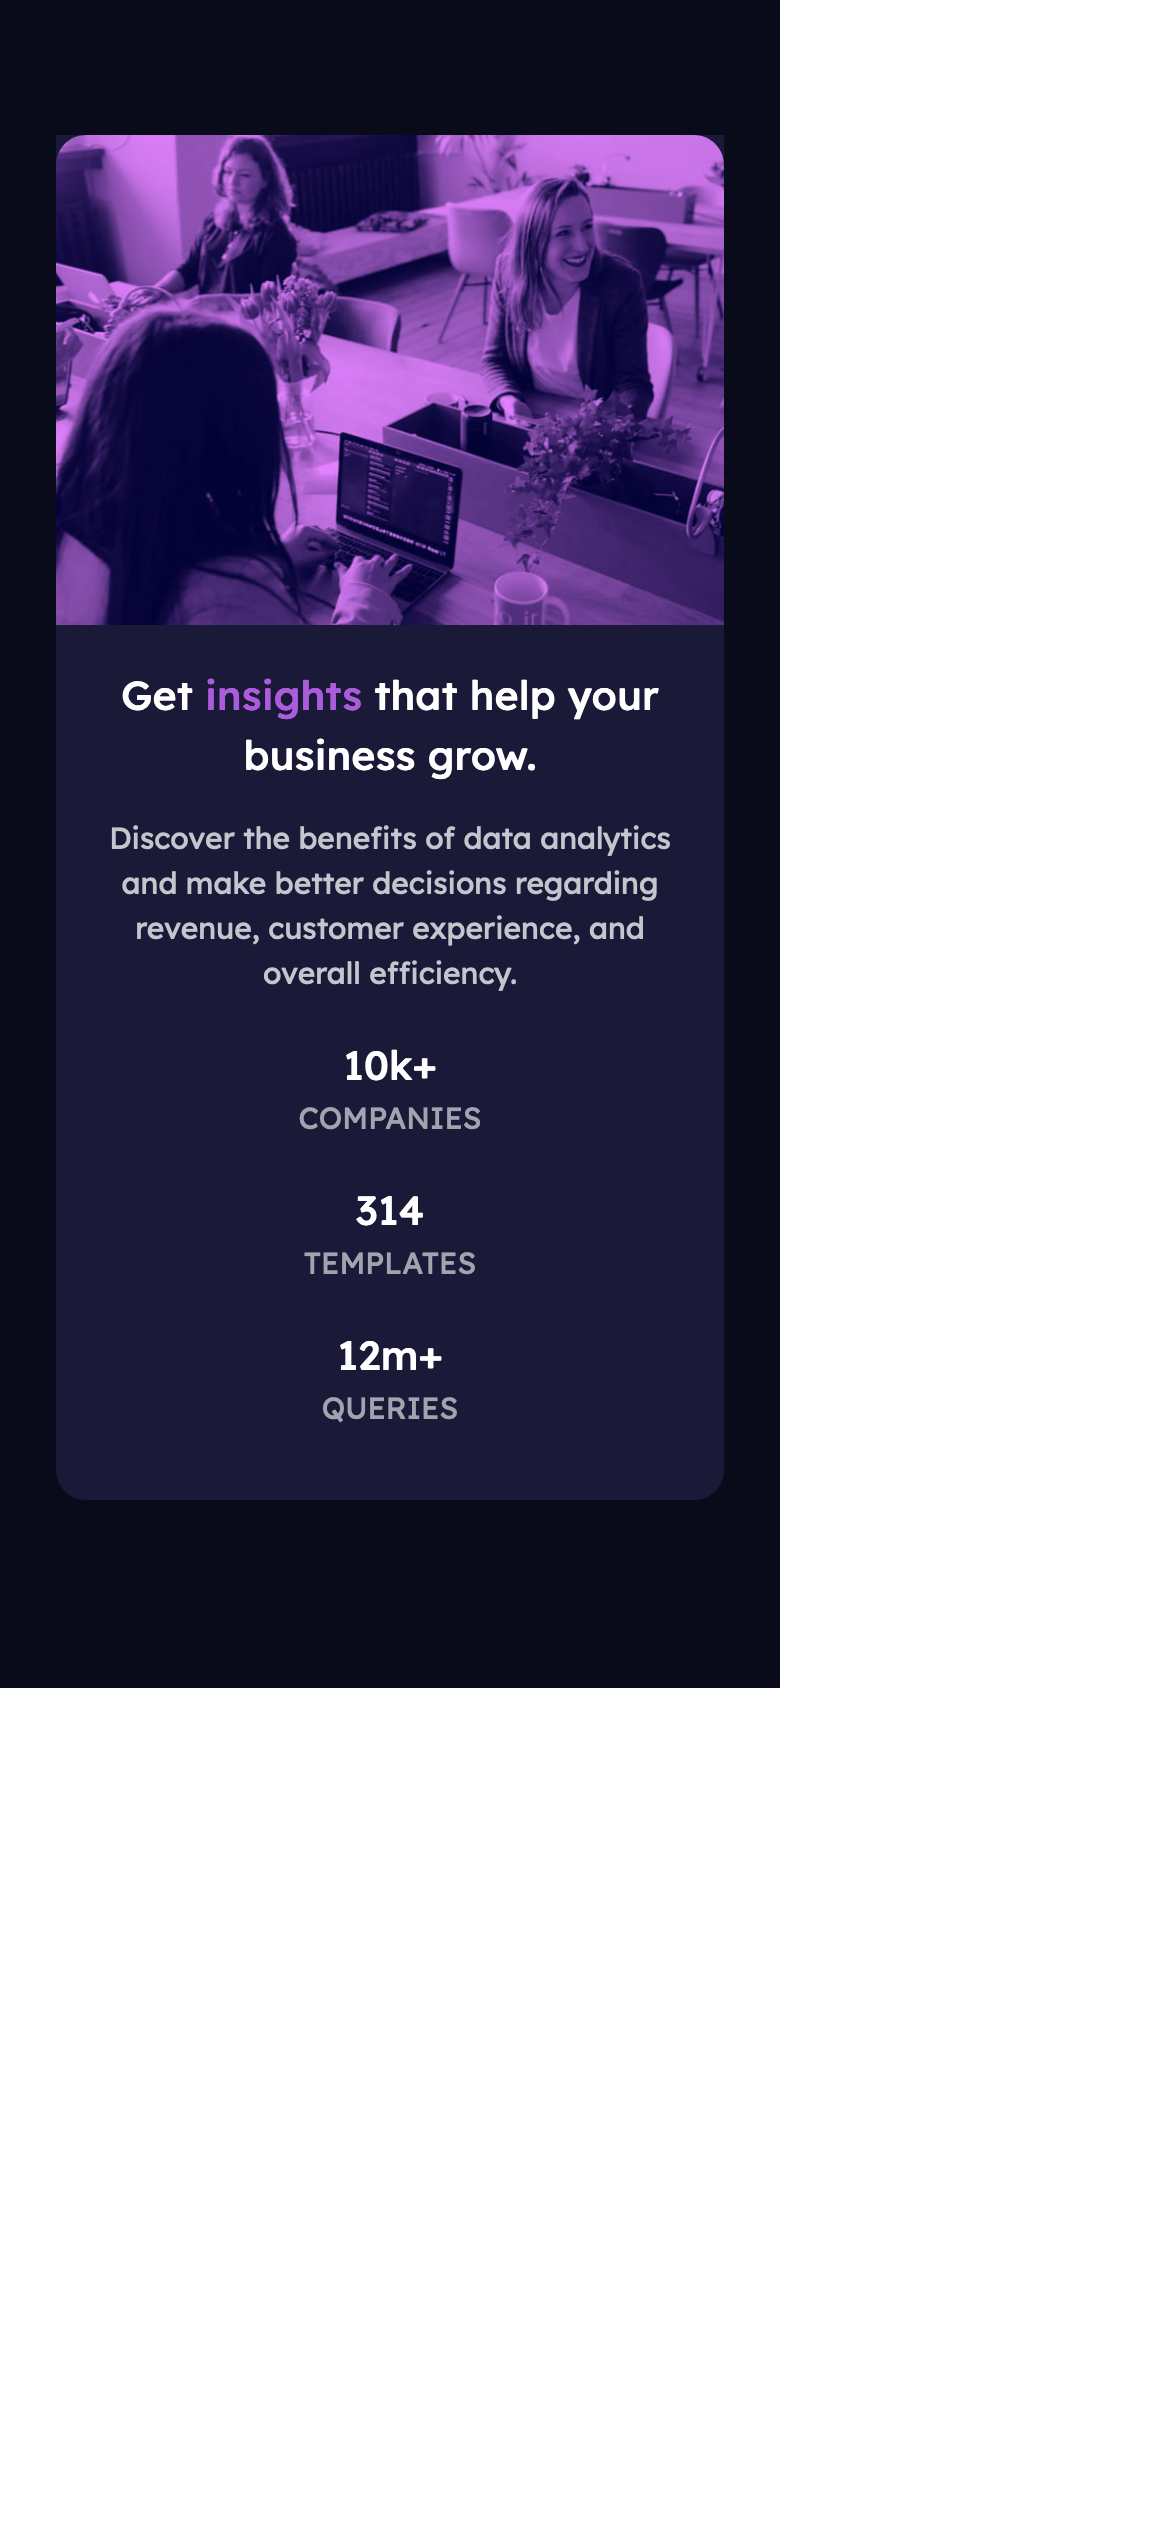 Get insights that help your
business grow.
Discover the benefits of data analytics
and make better decisions regarding
revenue, customer experience, and
overall efficiency.
10k+
COMPANIES
314
TEMPLATES
12m+
QUERIES